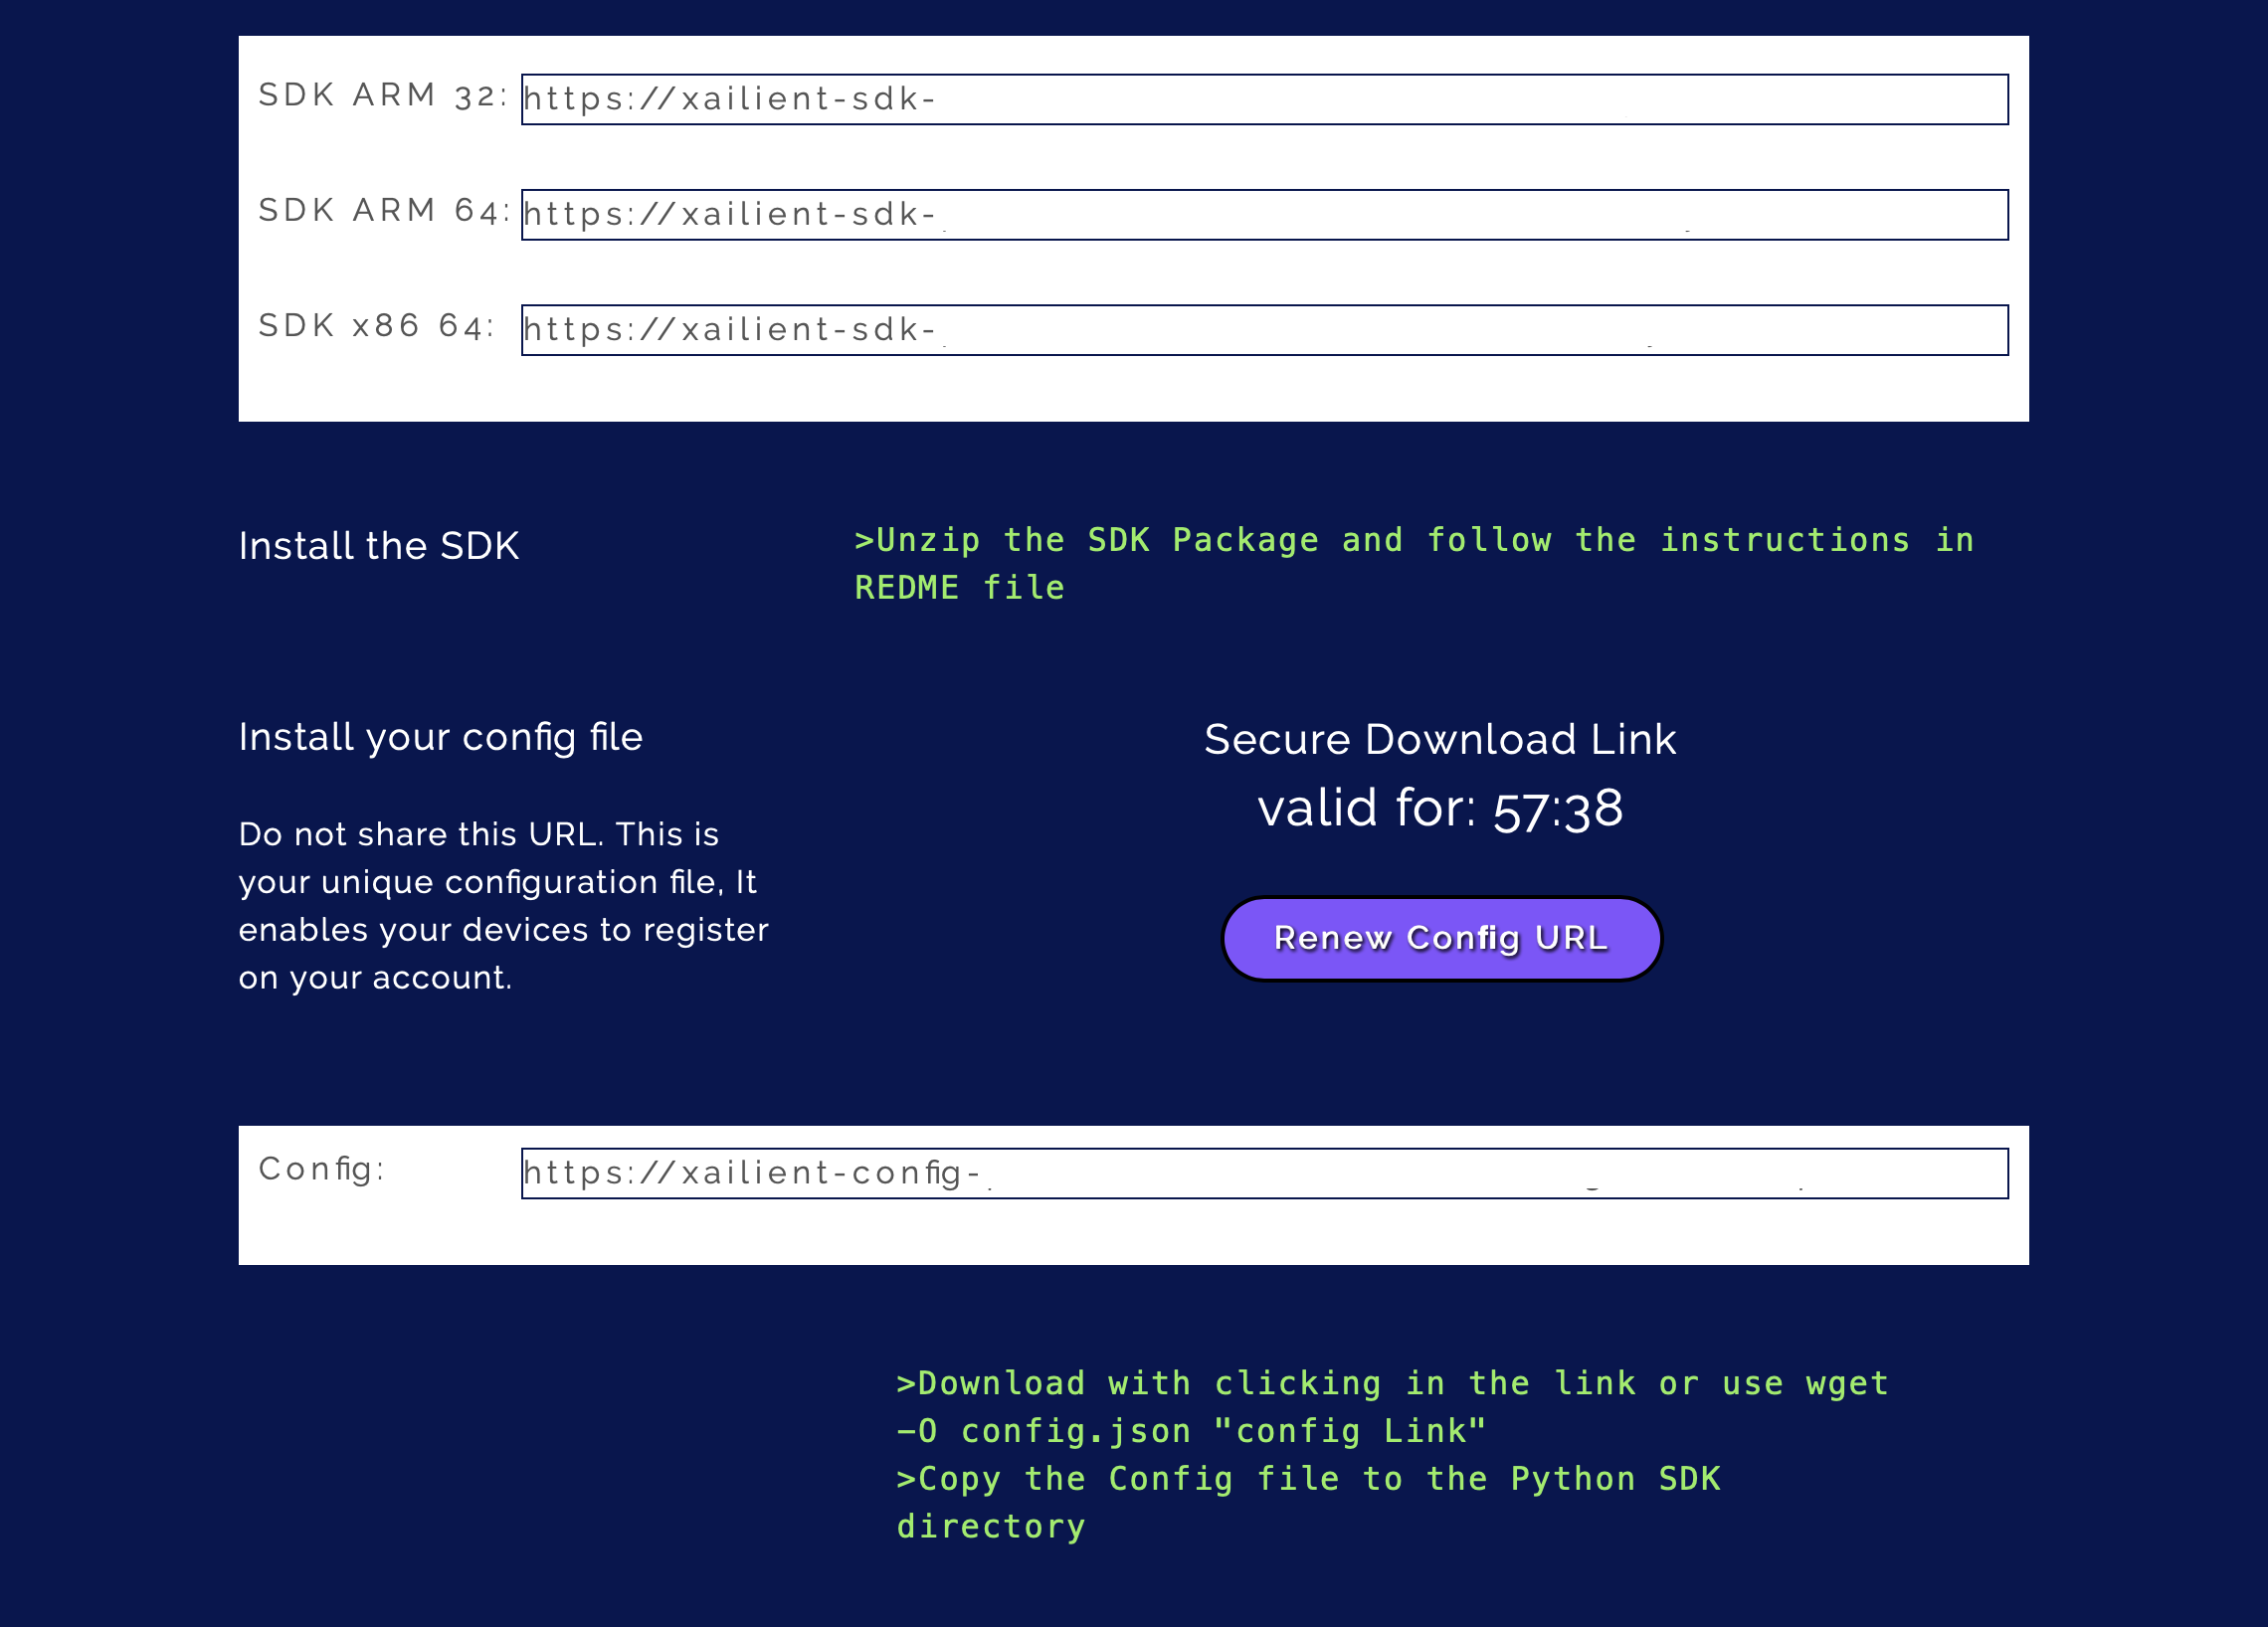 SDK ARM 32: https://xailient-sdk-
SDK ARM 64: https://xailient-sdk-
SDK x86 64: https://xailient-sdk-
Install the SDK
>Unzip the SDK Package and follow the instructions in
REDME file
Install your config file
Do not share this URL. This is
your unique configuration file, It
enables your devices to register
on your account.
Secure Download Link
valid for: 57:38
Renew Config URL
Config: https://xailient-config-
>Download with clicking in the link or use wget
-O config.json "config Link"
>Copy the Config file to the Python SDK
directory